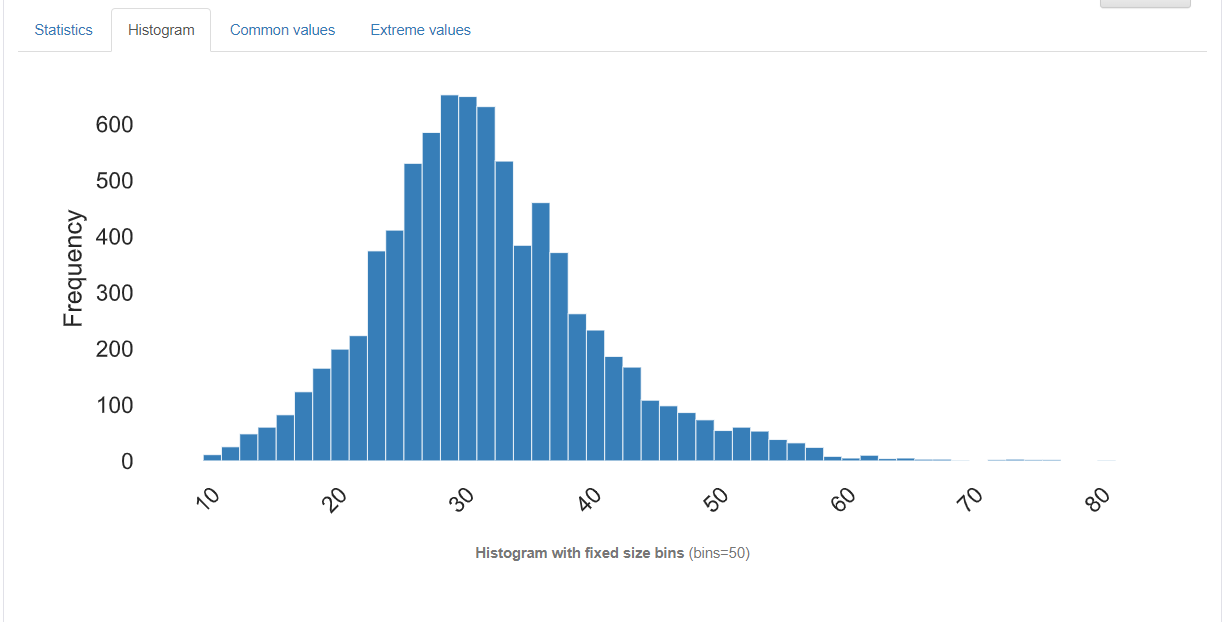 Statistics Histogram Common values Extreme values
600
500
400
300
200
100
0
Frequency
10 20 30 40 50 60 70 80
Histogram with fixed size bins (bins=50)